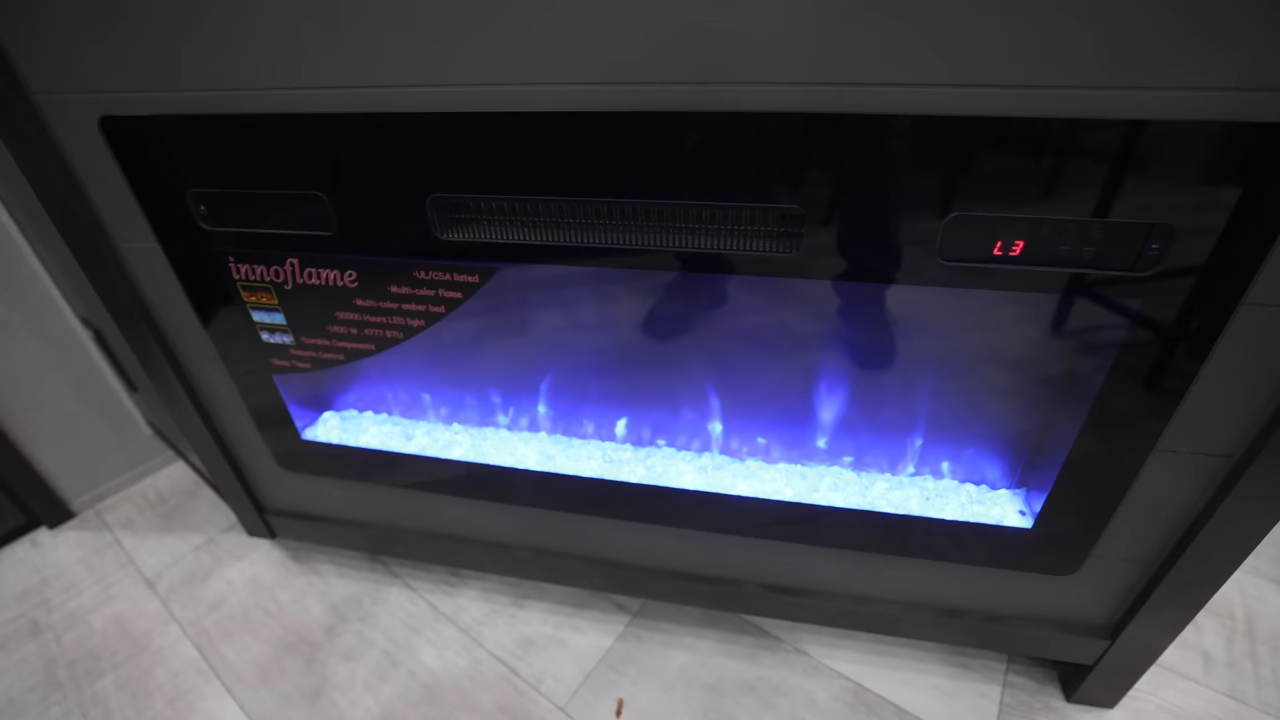 innoflame
-UL/CSA listed
-Multi-color flame
-Multi-color ember bed
-50000 Hours LED light
-1400 W , 4777 BTU
-Durable Components
-Remote Control
-Sleep Timer
L3